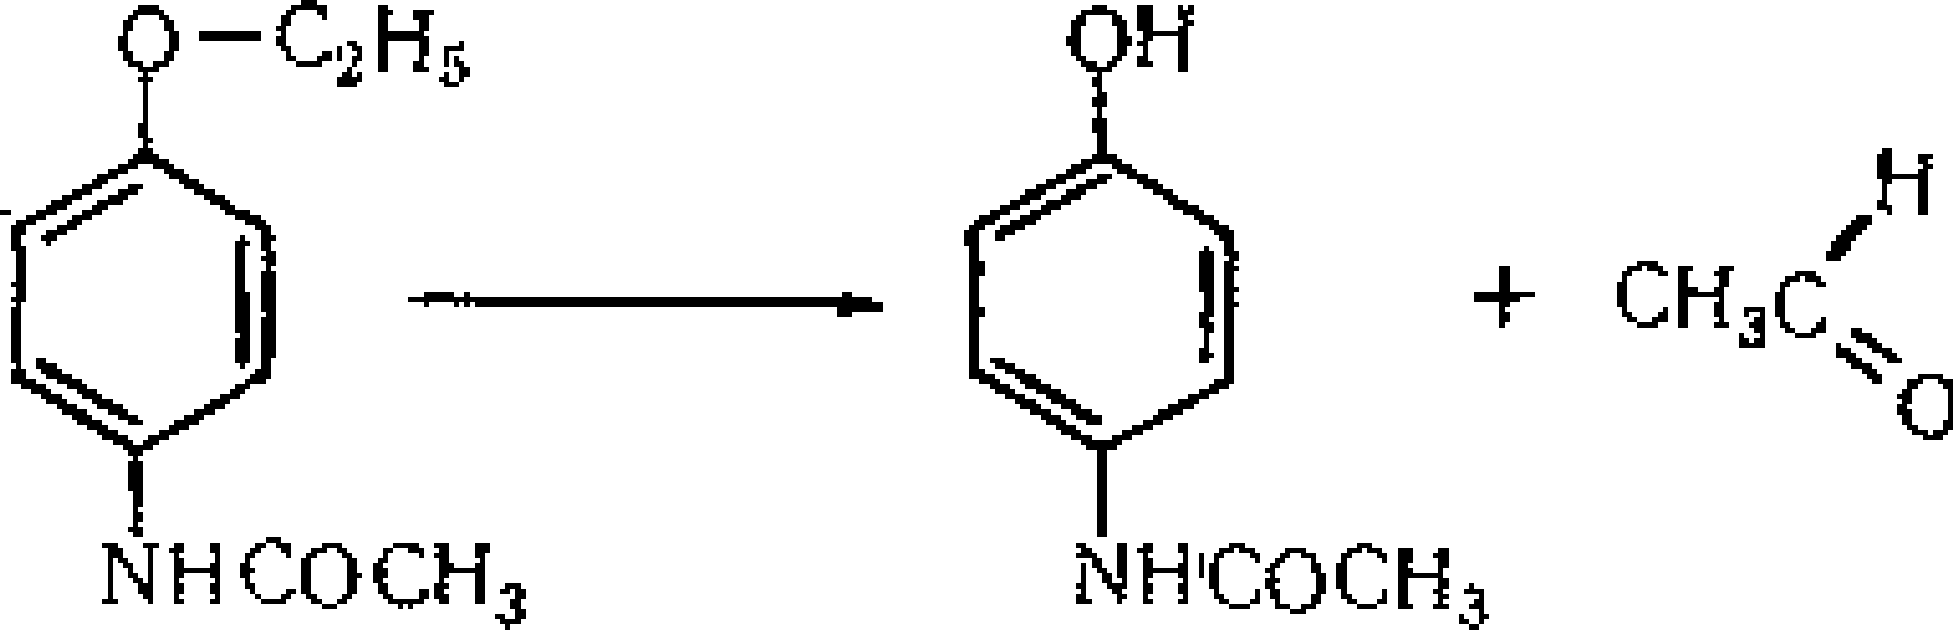 O—C₂H₅
OH
H
+
CH₃C
O
NHCOCH₃
NHCOCH₃